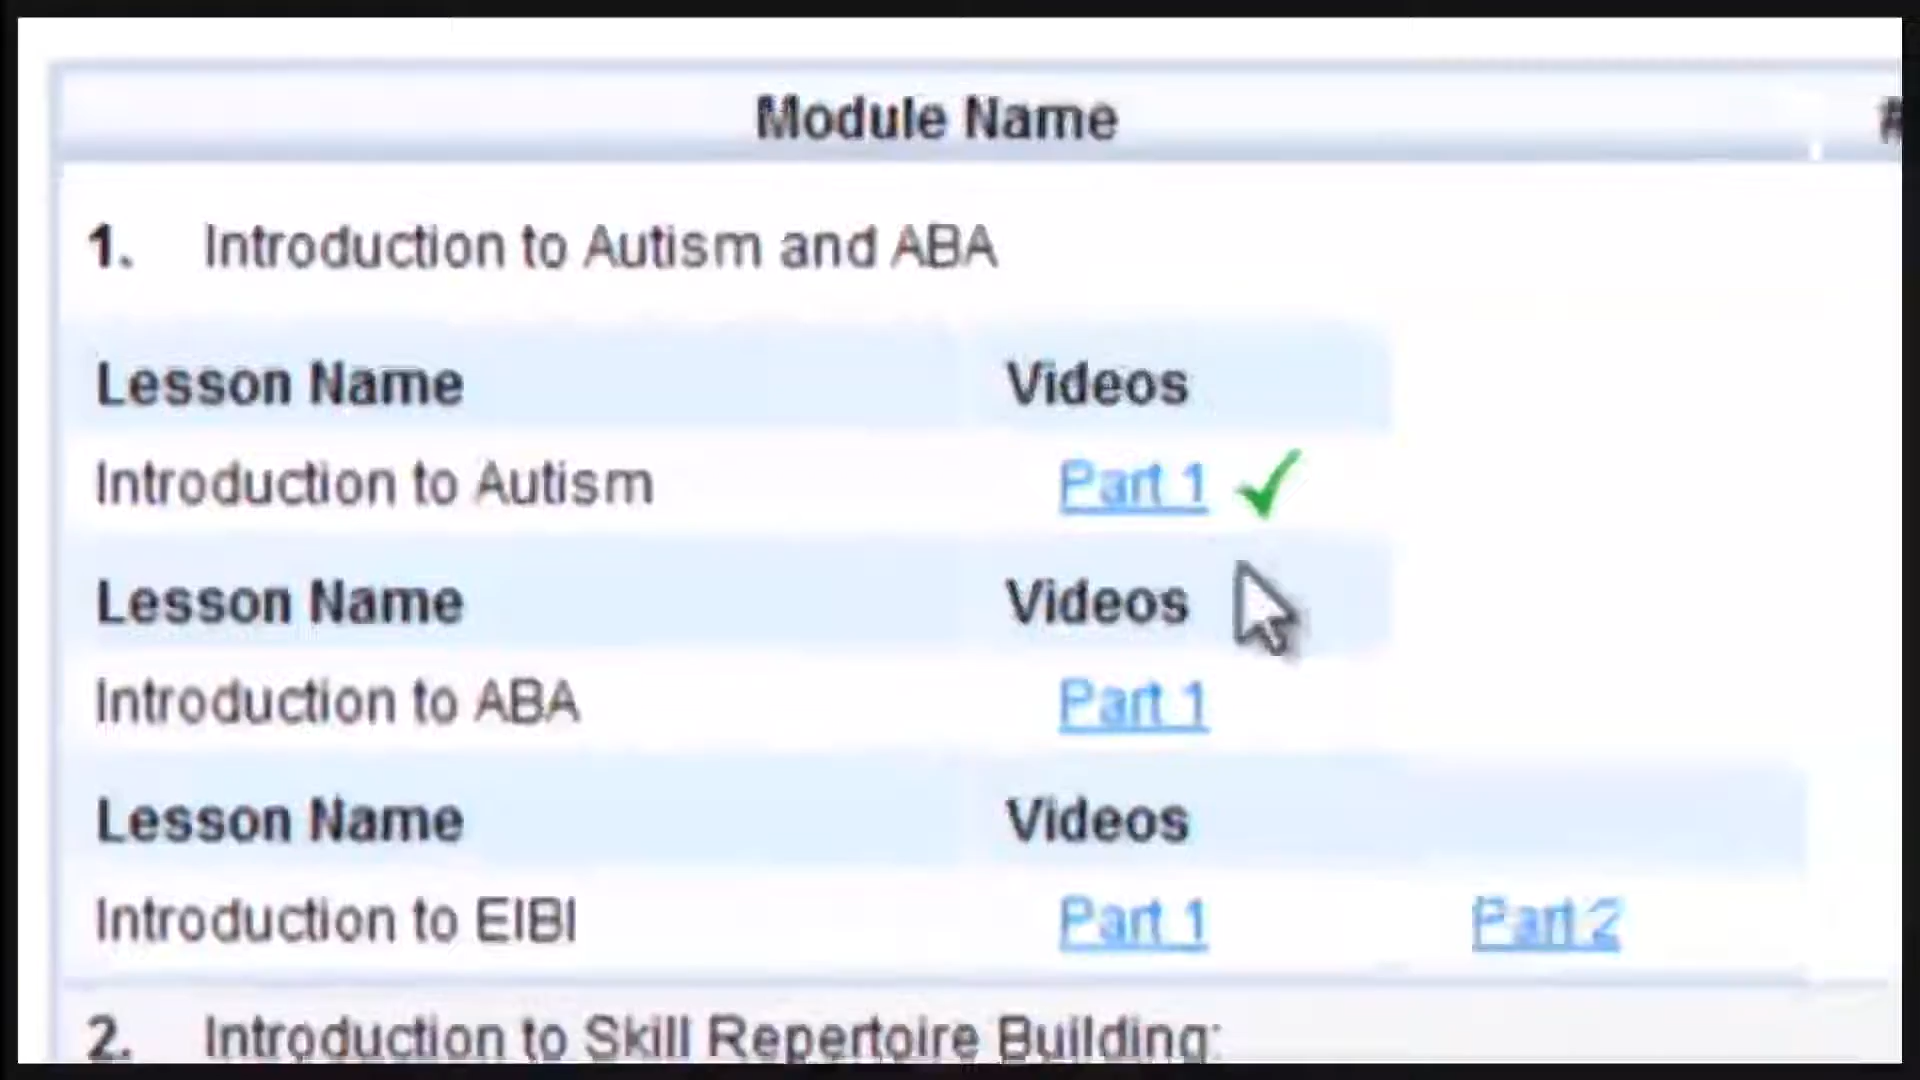 Module Name
1. Introduction to Autism and ABA
Lesson Name Videos
Introduction to Autism Part 1
Lesson Name Videos
Introduction to ABA Part 1
Lesson Name Videos
Introduction to EIBI Part 1 Part 2
2. Introduction to Skill Repertoire Building: